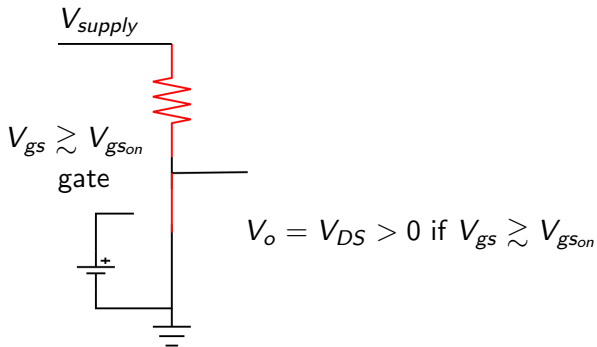 V_supply
V_gs ≳ V_gs_on
gate
+
V_o = V_DS > 0 if V_gs ≳ V_gs_on